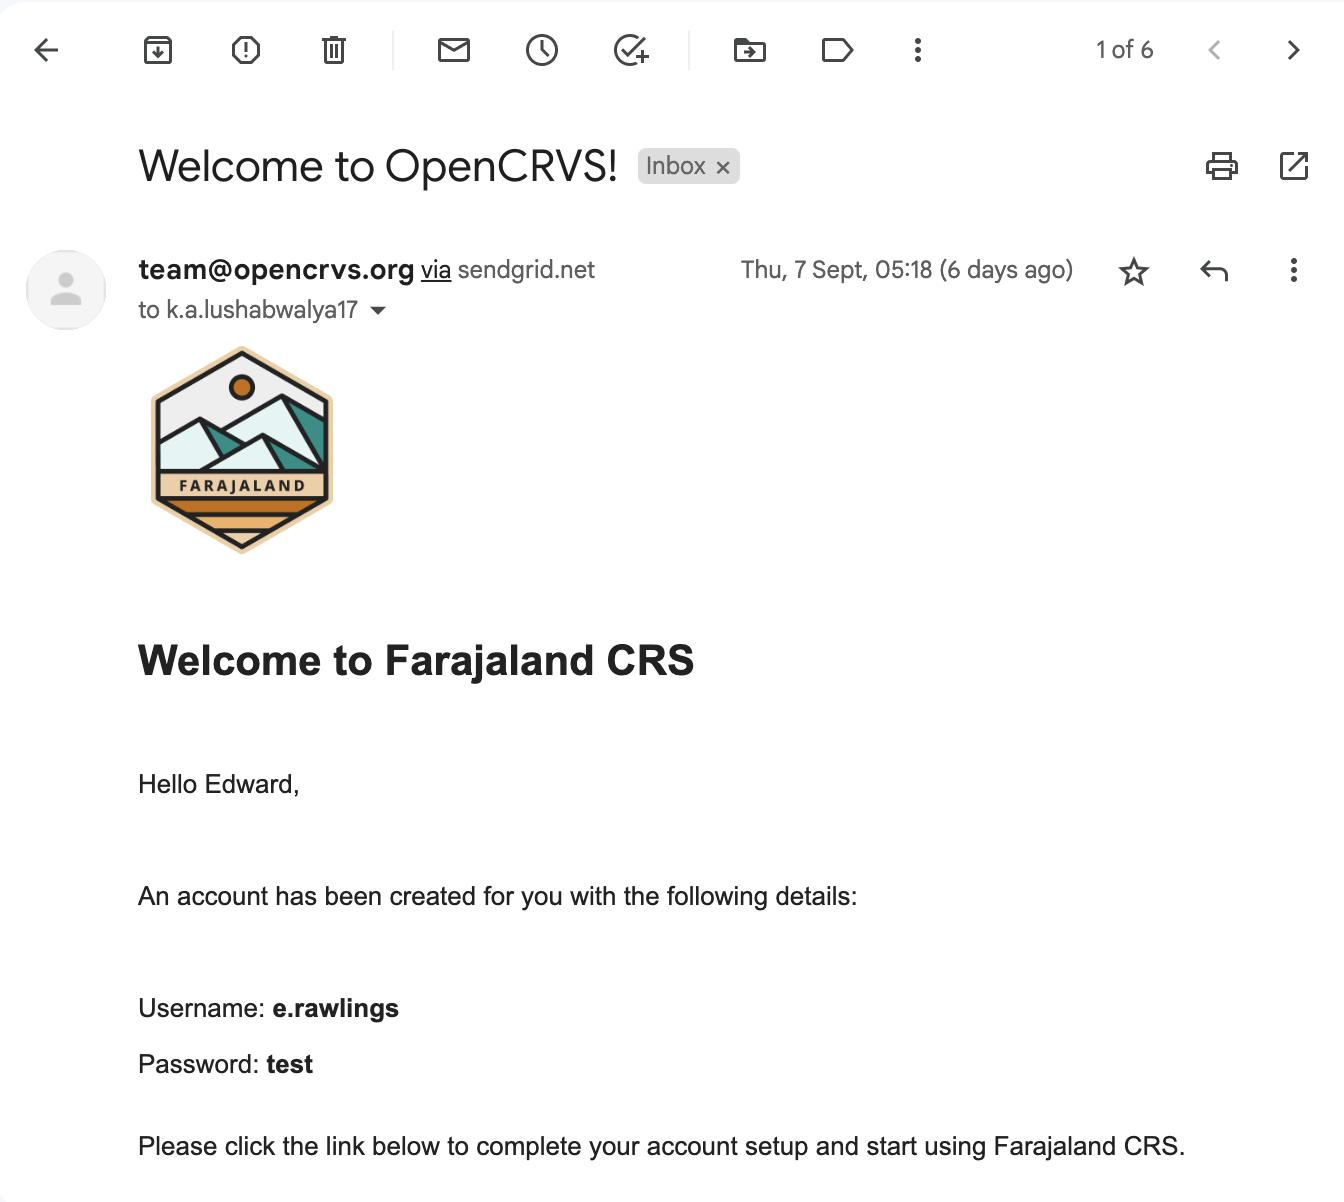 1 of 6
Welcome to OpenCRVS! Inbox ×
team@opencrvs.org via sendgrid.net Thu, 7 Sept, 05:18 (6 days ago)
to k.a.lushabwalya17
FARAJALAND
Welcome to Farajaland CRS
Hello Edward,
An account has been created for you with the following details:
Username: e.rawlings
Password: test
Please click the link below to complete your account setup and start using Farajaland CRS.